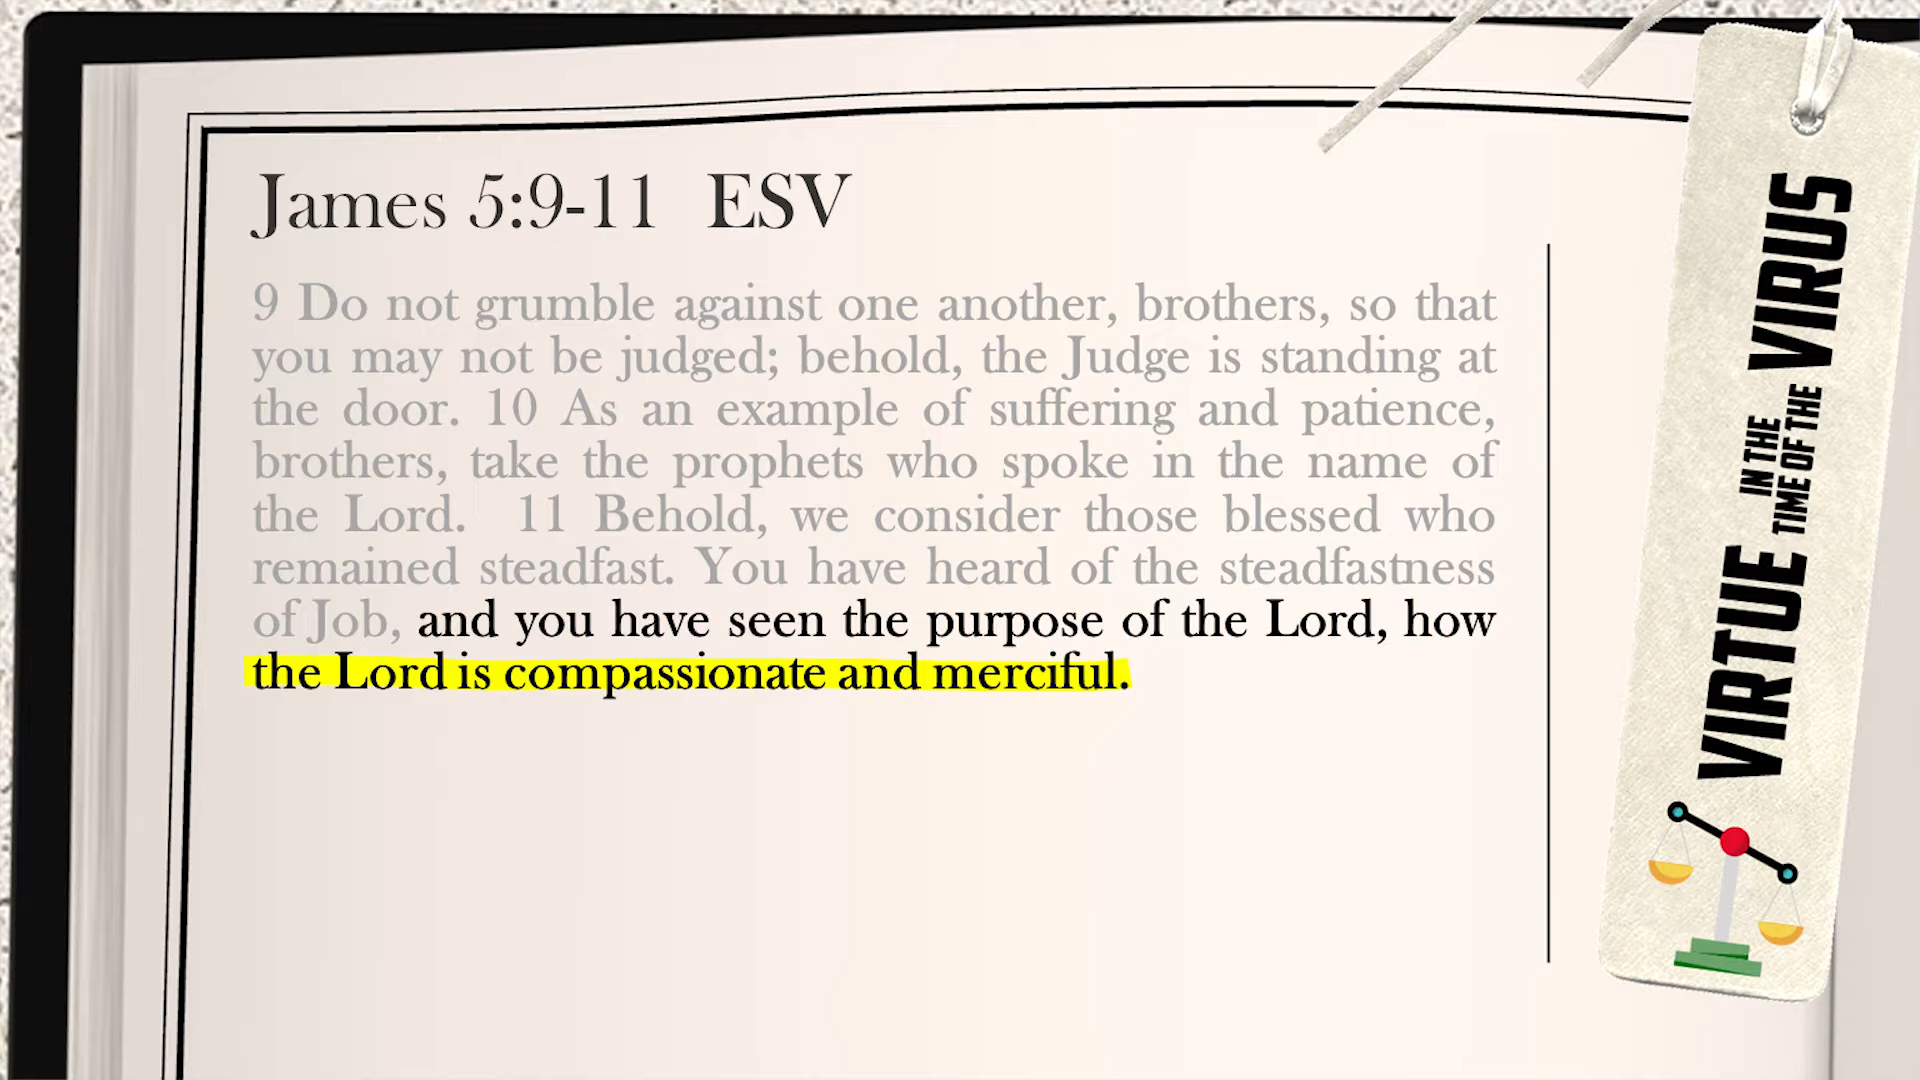 James 5:9-11  ESV
9 Do not grumble against one another, brothers, so that
you may not be judged; behold, the Judge is standing at
the door. 10 As an example of suffering and patience,
brothers, take the prophets who spoke in the name of
the Lord.  11 Behold, we consider those blessed who
remained steadfast. You have heard of the steadfastness
of Job, and you have seen the purpose of the Lord, how
the Lord is compassionate and merciful.
VIRTUE
IN THE
TIME OF THE
VIRUS